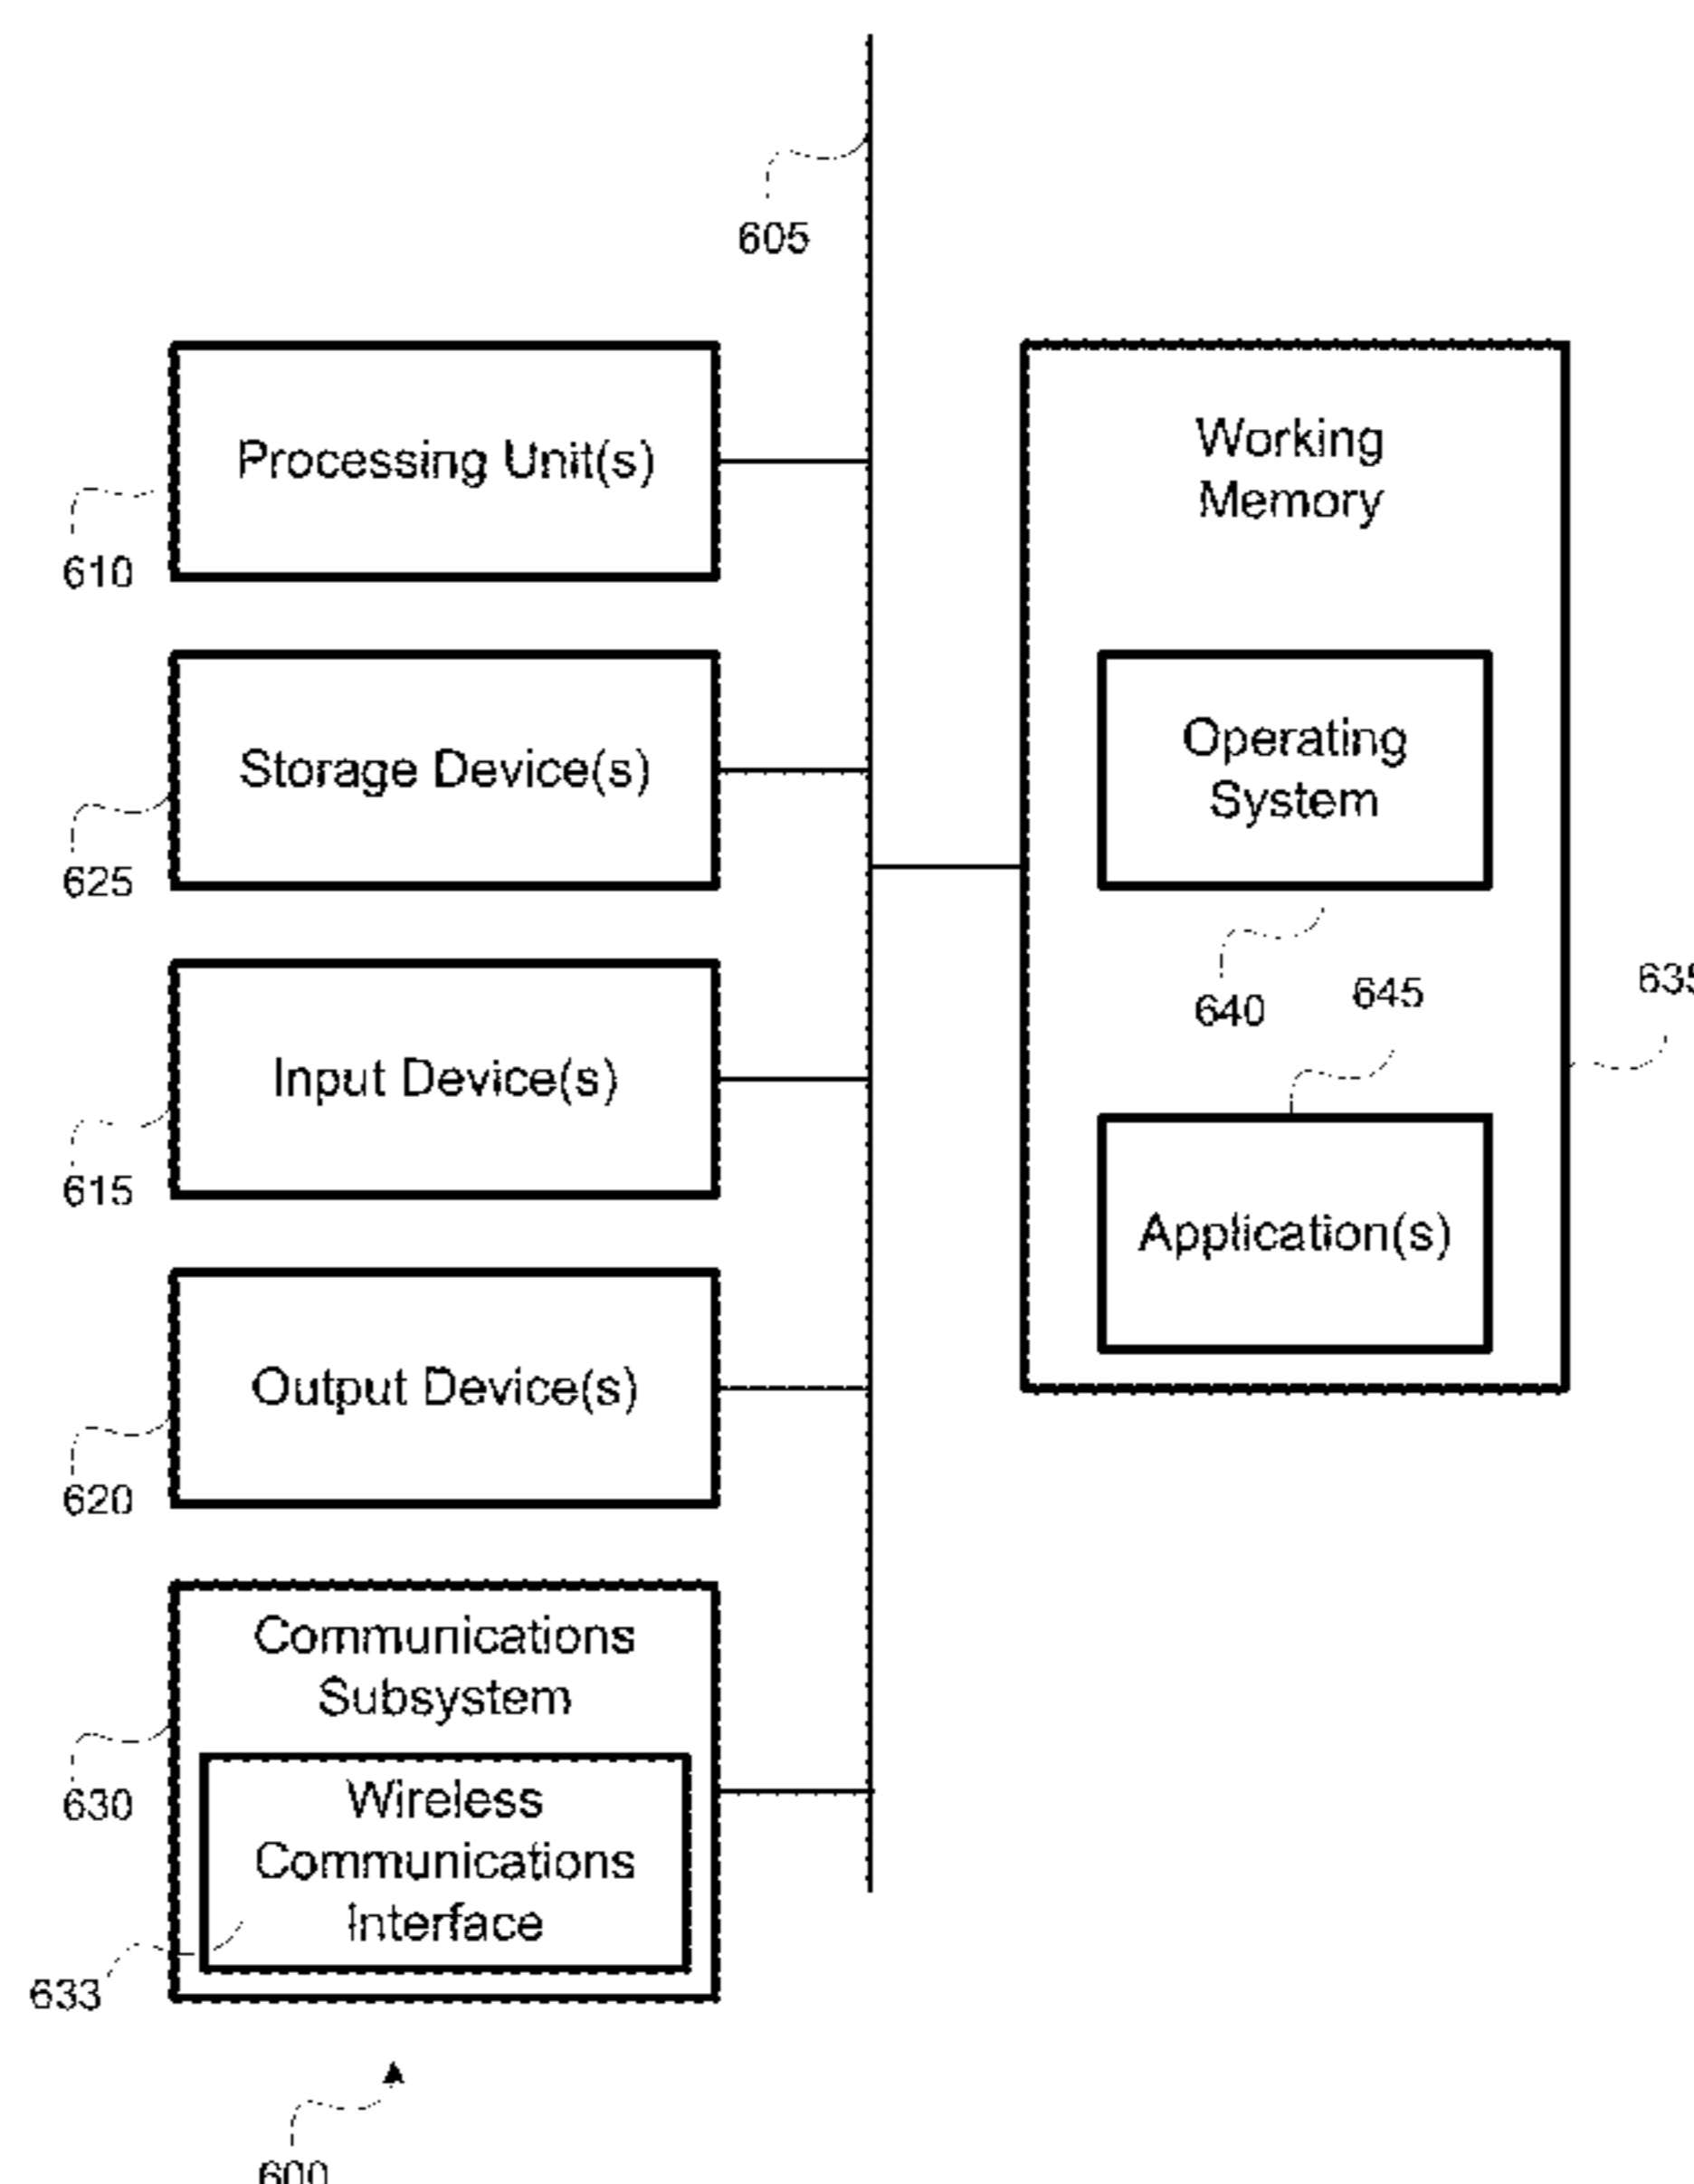 605
Processing Unit(s)
610
Storage Device(s)
625
Input Device(s)
615
Output Device(s)
620
Communications
Subsystem
630
Wireless
Communications
Interface
633
600
Working
Memory
Operating
System
640
645
635
Application(s)